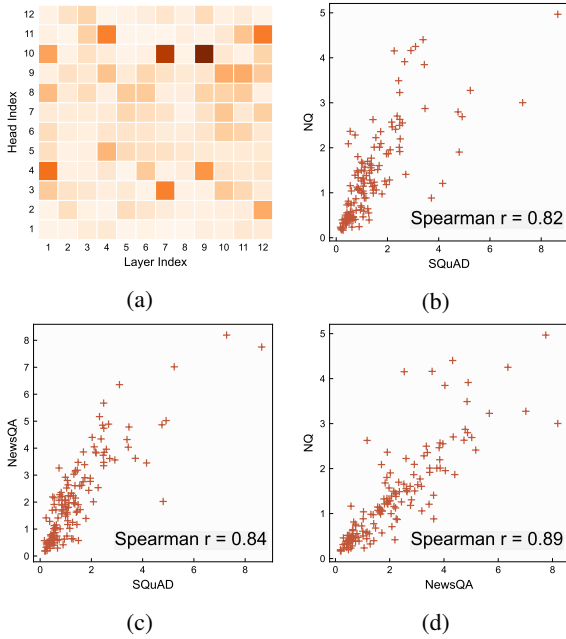 12
11
10
9
8
7
6
5
4
3
2
1
Head Index
1 2 3 4 5 6 7 8 9 10 11 12
Layer Index
(a)
5
4
3
2
1
0
NQ
Spearman r = 0.82
0 2 4 6 8
SQuAD
(b)
8
7
6
5
4
3
2
1
0
NewsQA
Spearman r = 0.84
0 2 4 6 8
SQuAD
(c)
5
4
3
2
1
0
NQ
Spearman r = 0.89
0 2 4 6 8
NewsQA
(d)